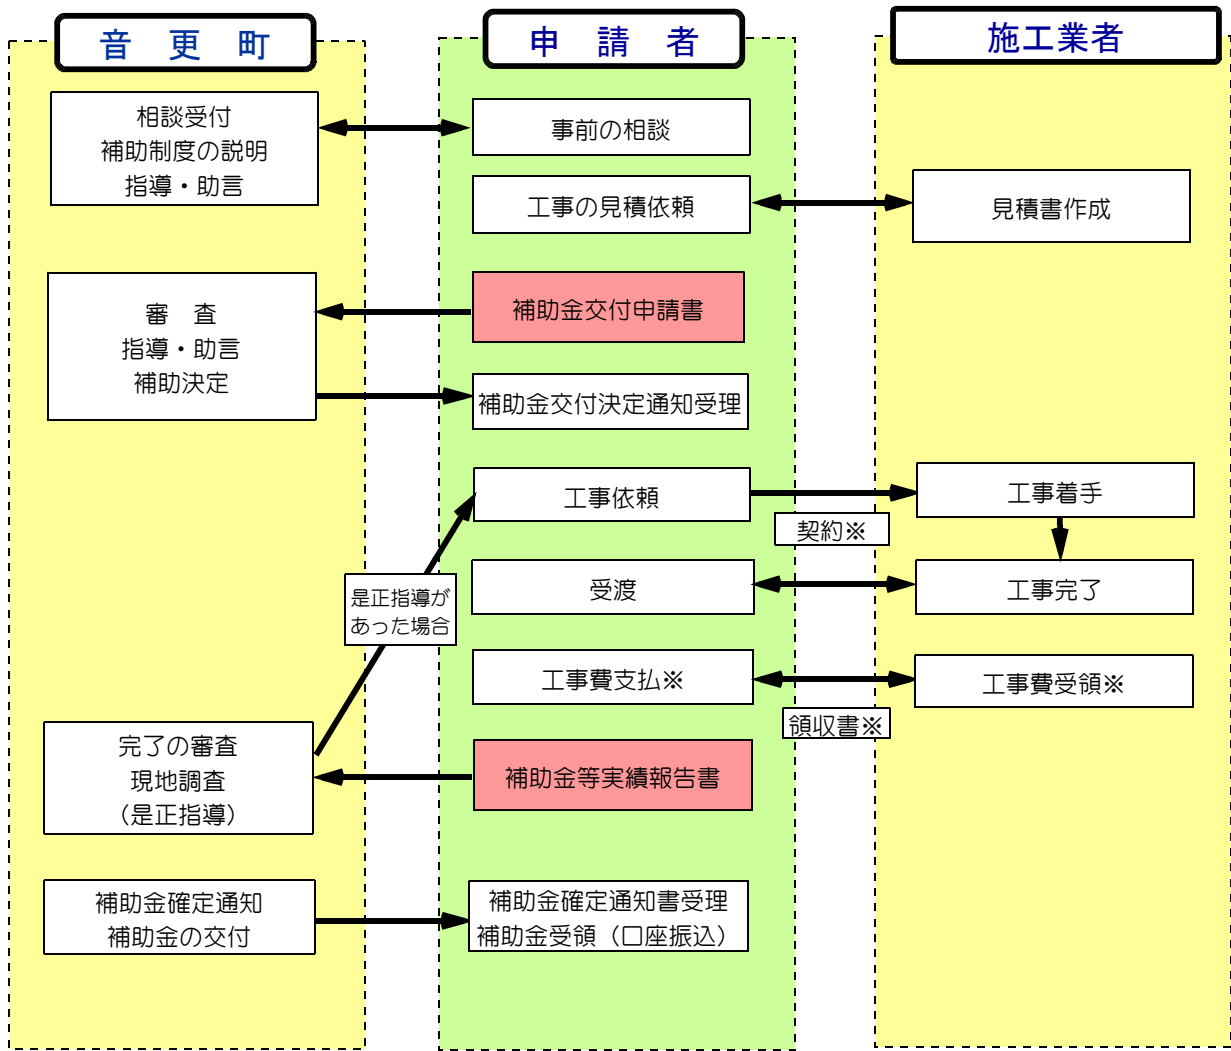 音　更　町
申　請　者
施工業者
相談受付
補助制度の説明
指導・助言
事前の相談
工事の見積依頼
見積書作成
審　査
指導・助言
補助決定
補助金交付申請書
補助金交付決定通知受理
工事依頼
契約※
工事着手
是正指導が
あった場合
受渡
工事完了
工事費支払※
領収書※
工事費受領※
完了の審査
現地調査
（是正指導）
補助金等実績報告書
補助金確定通知
補助金の交付
補助金確定通知書受理
補助金受領（口座振込）